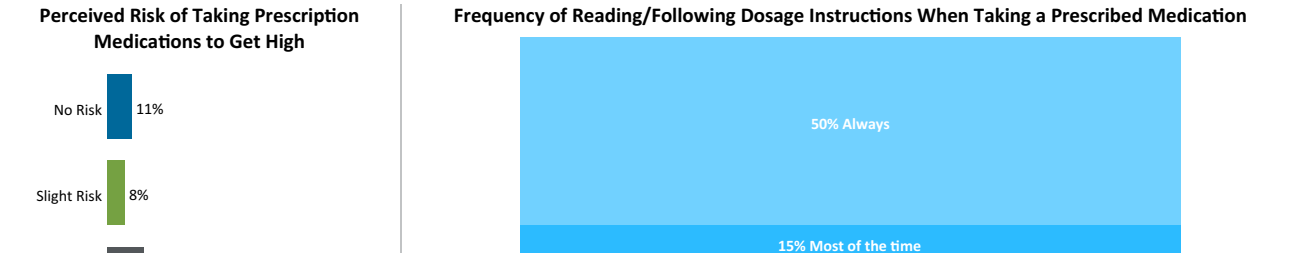 Perceived Risk of Taking Prescription
Medications to Get High
No Risk
11%
Slight Risk
8%
Frequency of Reading/Following Dosage Instructions When Taking a Prescribed Medication
50% Always
15% Most of the time